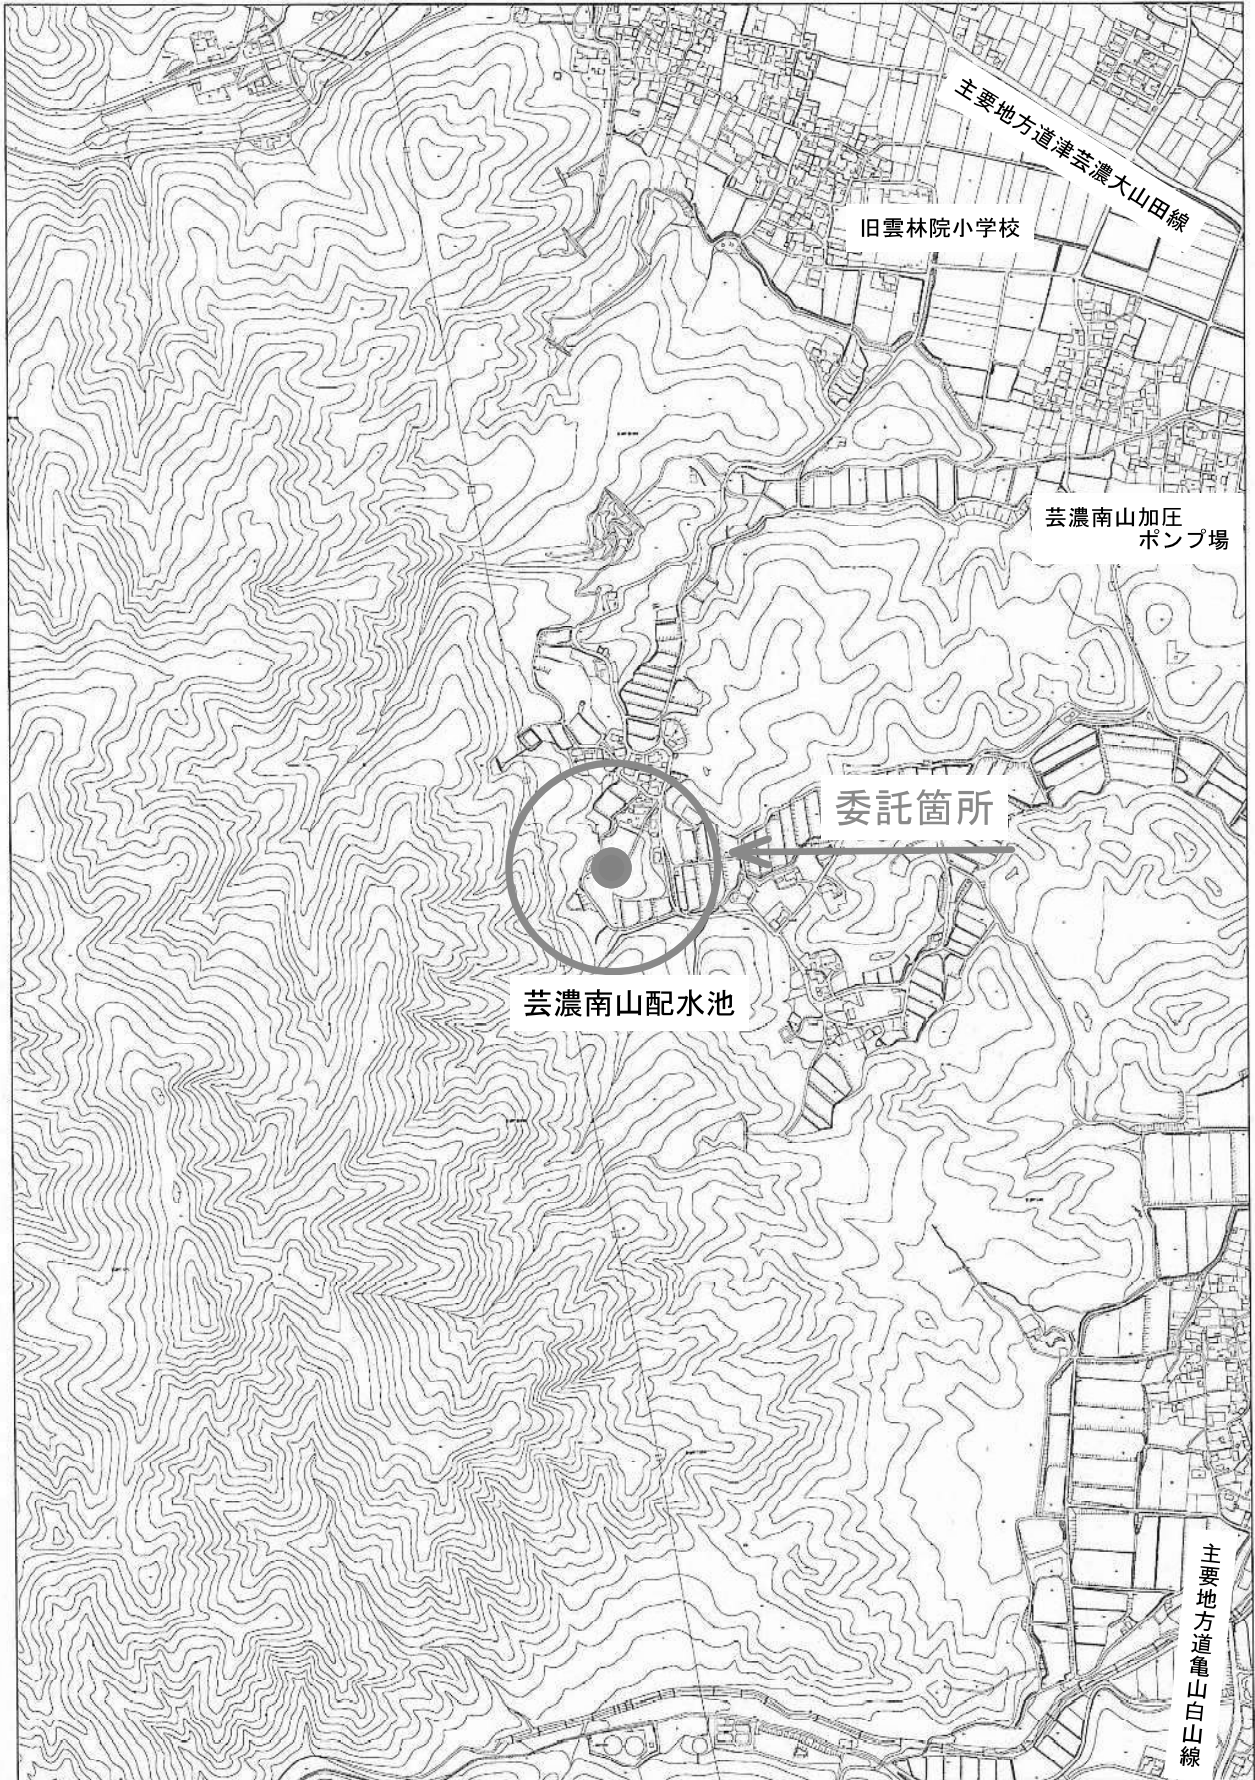 主要地方道津芸濃大山田線
旧雲林院小学校
芸濃南山加圧
ポンプ場
委託箇所
芸濃南山配水池
主要地方道亀山白山線